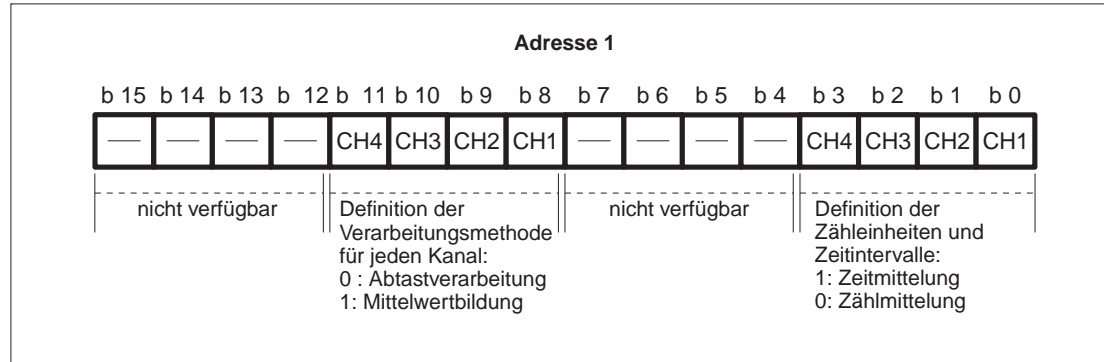 Adresse 1
b 15 b 14 b 13 b 12 b 11 b 10 b 9 b 8 b 7 b 6 b 5 b 4 b 3 b 2 b 1 b 0
— — — — CH4 CH3 CH2 CH1 — — — — CH4 CH3 CH2 CH1
nicht verfügbar
Definition der
Verarbeitungsmethode
für jeden Kanal:
0 : Abtastverarbeitung
1: Mittelwertbildung
nicht verfügbar
Definition der
Zähleinheiten und
Zeitintervalle:
1: Zeitmittelung
0: Zählmittelung